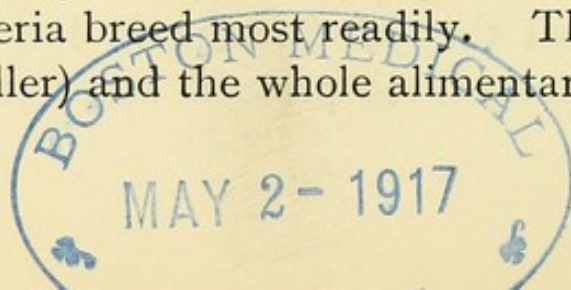 eria breed most readily. Th
ller) and the whole alimentar
BOSTON MEDICAL
MAY 2- 1917